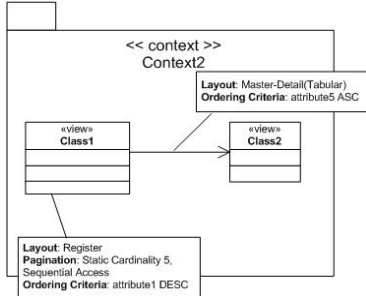 << context >>
Context2
Layout: Master-Detail(Tabular)
Ordering Criteria: attribute5 ASC
«view»
Class1
«view»
Class2
Layout: Register
Pagination: Static Cardinality 5,
Sequential Access
Ordering Criteria: attribute1 DESC